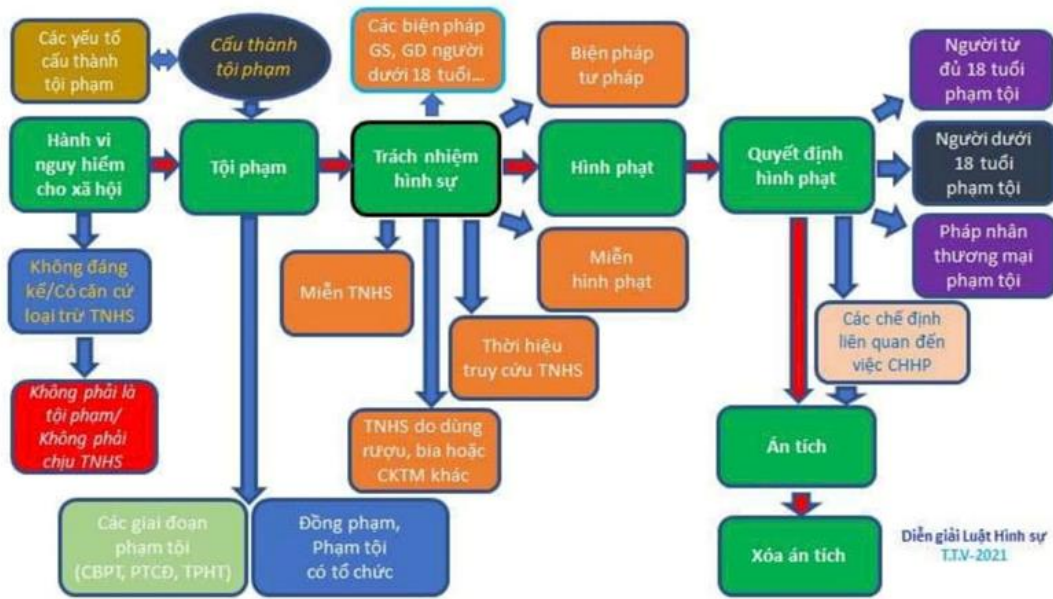 Các yếu tố
cấu thành
tội phạm
Cấu thành
tội phạm
Các biện pháp
GS, GD người
dưới 18 tuổi...
Biện pháp
tư pháp
Người từ
đủ 18 tuổi
phạm tội
Hành vi
nguy hiểm
cho xã hội
Tội phạm
Trách nhiệm
hình sự
Hình phạt
Quyết định
hình phạt
Người dưới
18 tuổi
phạm tội
Không đáng
kể/Có căn cứ
loại trừ TNHS
Miễn TNHS
Miễn
hình phạt
Pháp nhân
thương mại
phạm tội
Thời hiệu
truy cứu TNHS
Các chế định
liên quan đến
việc CHHP
Không phải là
tội phạm/
Không phải
chịu TNHS
TNHS do dùng
rượu, bia hoặc
CKTM khác
Án tích
Các giai đoạn
phạm tội
(CBPT, PTCĐ, TPHT)
Đồng phạm,
Phạm tội
có tổ chức
Xóa án tích
Diễn giải Luật Hình sự
T.T.V-2021